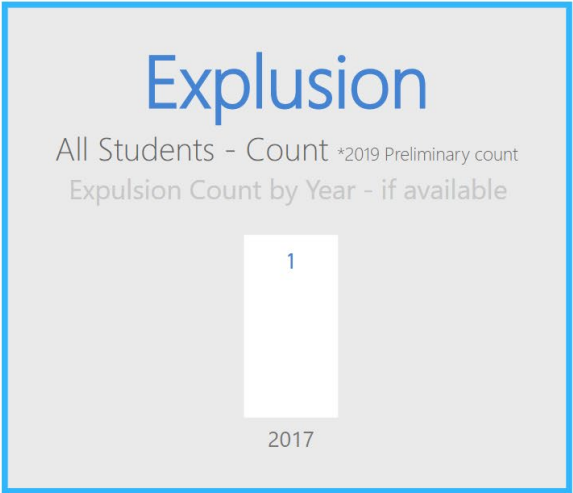 Explusion
All Students - Count *2019 Preliminary count
Expulsion Count by Year - if available
1
2017